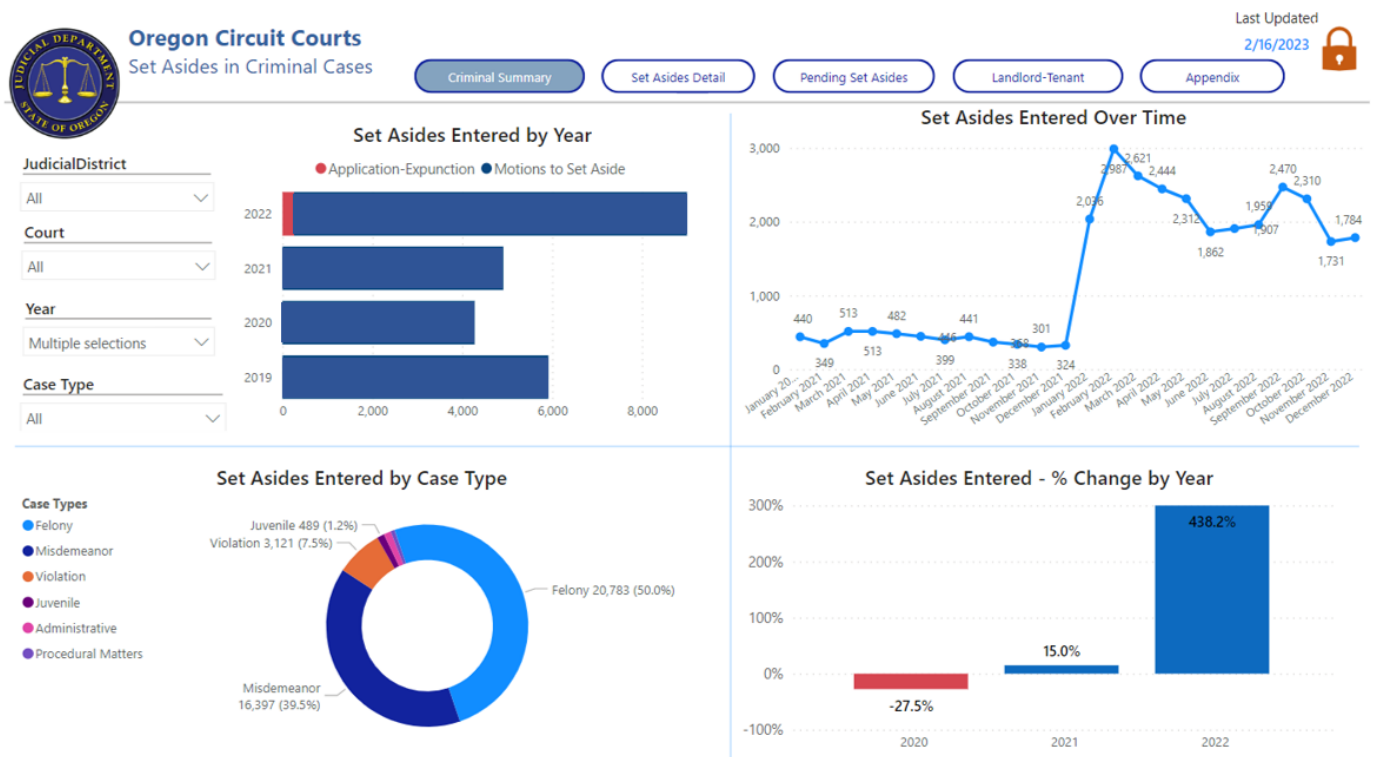 JUDICIAL DEPARTMENT
STATE OF OREGON
Oregon Circuit Courts
Set Asides in Criminal Cases
Last Updated
2/16/2023
Criminal Summary
Set Asides Detail
Pending Set Asides
Landlord-Tenant
Appendix
JudicialDistrict
All
Court
All
Year
Multiple selections
Case Type
All
Set Asides Entered by Year
Application-Expunction Motions to Set Aside
2022
2021
2020
2019
0 2,000 4,000 6,000 8,000
Set Asides Entered Over Time
3,000
2,000
1,000
0
440
349
513
513
482
399
446
441
368
338
301
324
2,036
2,987
2,621
2,444
2,312
1,862
1,907
1,959
2,470
2,310
1,731
1,784
January 20...
February 2021
March 2021
April 2021
May 2021
June 2021
July 2021
August 2021
September 2021
October 2021
November 2021
December 2021
January 2022
February 2022
March 2022
April 2022
May 2022
June 2022
July 2022
August 2022
September 2022
October 2022
November 2022
December 2022
Set Asides Entered by Case Type
Case Types
Felony
Misdemeanor
Violation
Juvenile
Administrative
Procedural Matters
Juvenile 489 (1.2%)
Violation 3,121 (7.5%)
Felony 20,783 (50.0%)
Misdemeanor
16,397 (39.5%)
Set Asides Entered - % Change by Year
300%
200%
100%
0%
-100%
-27.5%
15.0%
438.2%
2020
2021
2022